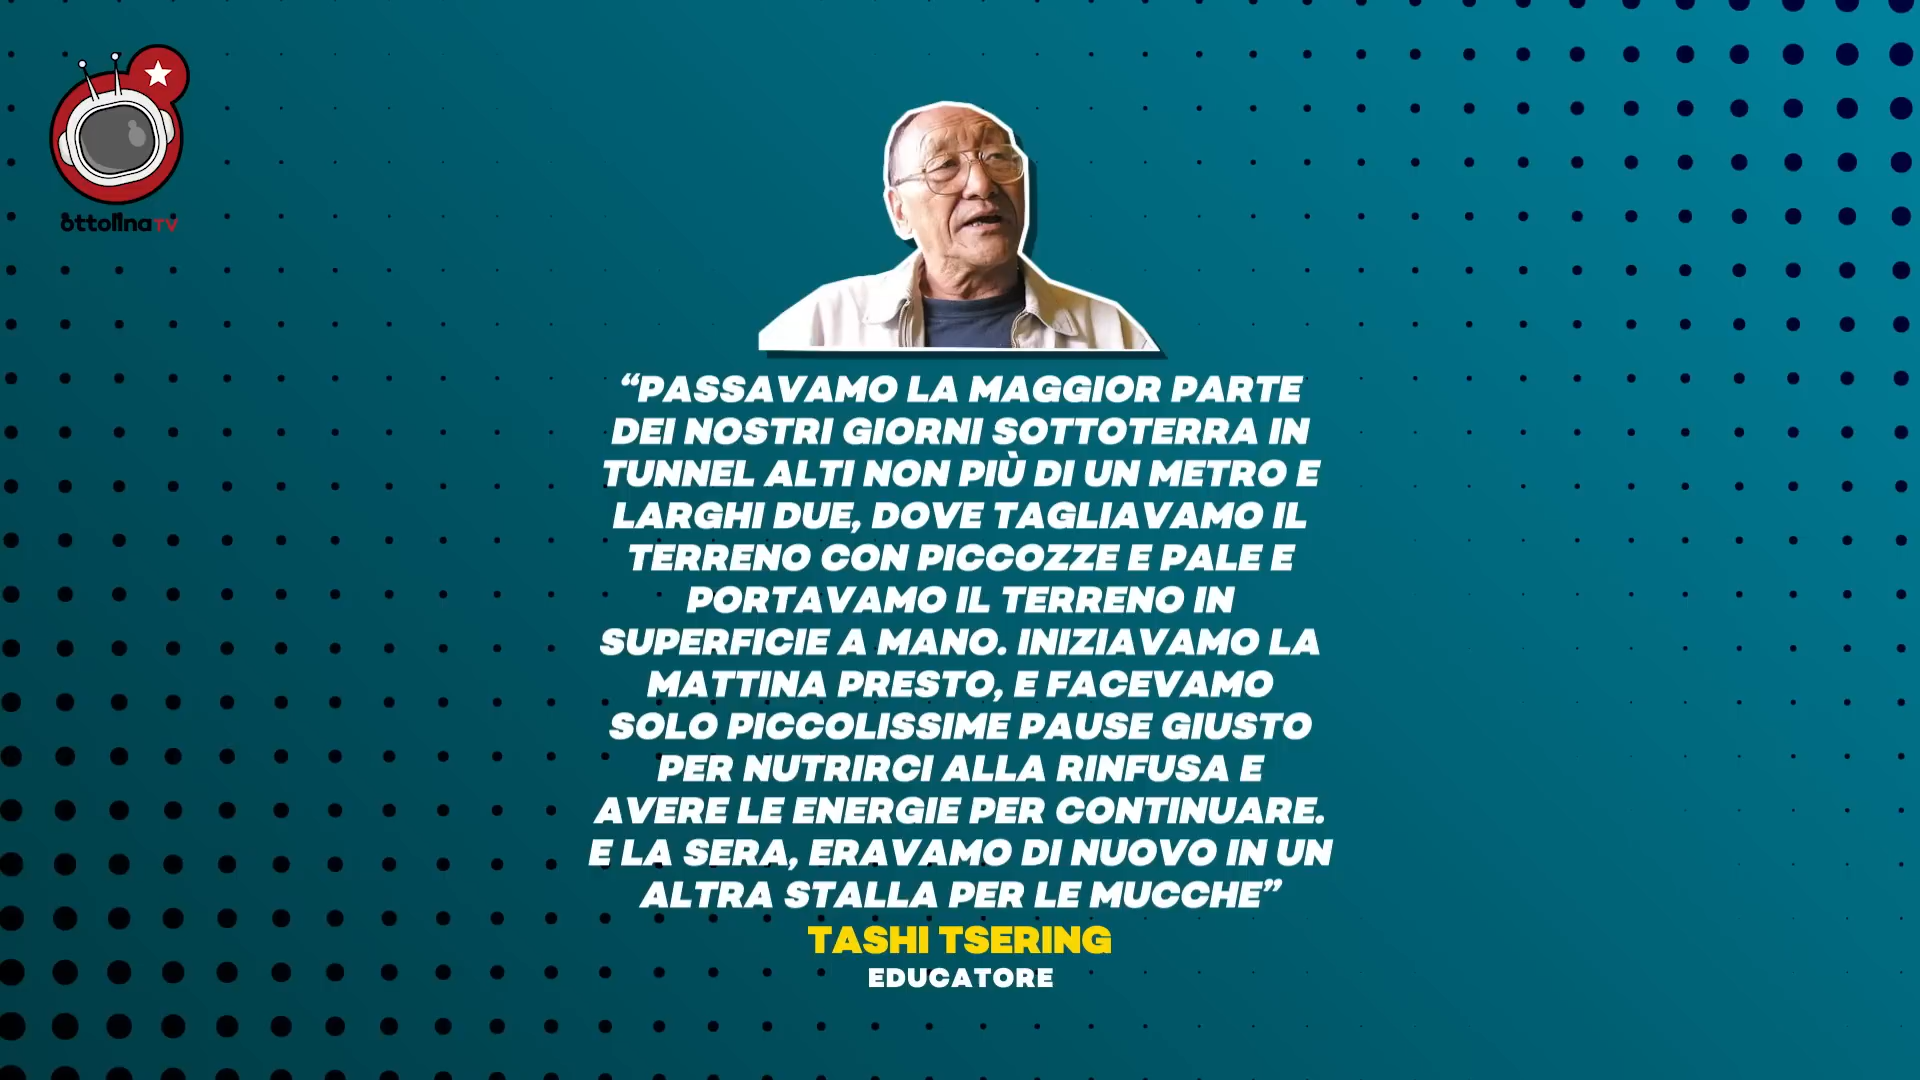 ottolina TV
“PASSAVAMO LA MAGGIOR PARTE
DEI NOSTRI GIORNI SOTTOTERRA IN
TUNNEL ALTI NON PIÙ DI UN METRO E
LARGHI DUE, DOVE TAGLIAVAMO IL
TERRENO CON PICCOZZE E PALE E
PORTAVAMO IL TERRENO IN
SUPERFICIE A MANO. INIZIAVAMO LA
MATTINA PRESTO, E FACEVAMO
SOLO PICCOLISSIME PAUSE GIUSTO
PER NUTRIRCI ALLA RINFUSA E
AVERE LE ENERGIE PER CONTINUARE.
E LA SERA, ERAVAMO DI NUOVO IN UN
ALTRA STALLA PER LE MUCCHE”
TASHI TSERING
EDUCATORE